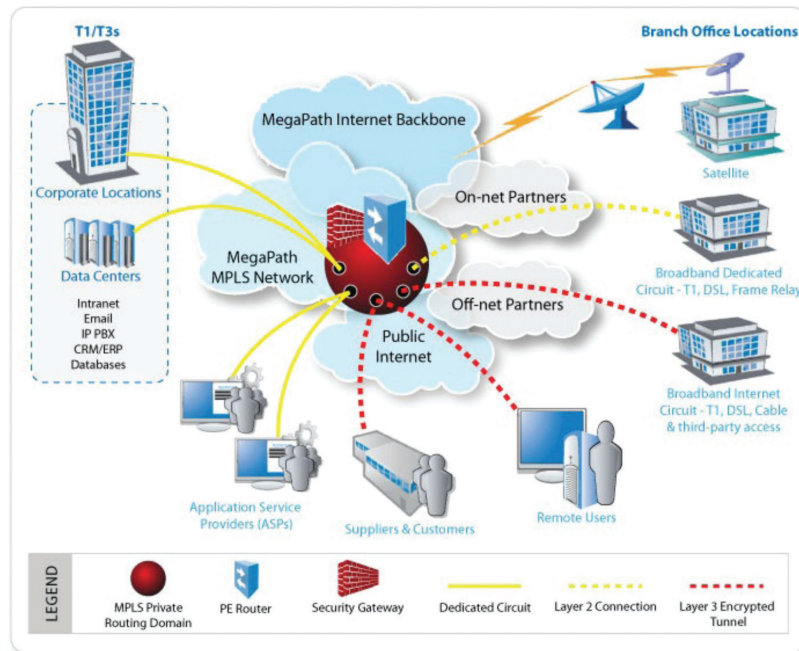 T1/T3s
Branch Office Locations
MegaPath Internet Backbone
Corporate Locations
Satellite
On-net Partners
MegaPath
MPLS Network
Data Centers
Broadband Dedicated
Circuit - T1, DSL, Frame Relay
Intranet
Email
IP PBX
CRM/ERP
Databases
Off-net Partners
Public
Internet
Broadband Internet
Circuit - T1, DSL, Cable
& third-party access
Application Service
Providers (ASPs)
Suppliers & Customers
Remote Users
LEGEND
MPLS Private
Routing Domain
PE Router
Security Gateway
Dedicated Circuit
Layer 2 Connection
Layer 3 Encrypted
Tunnel